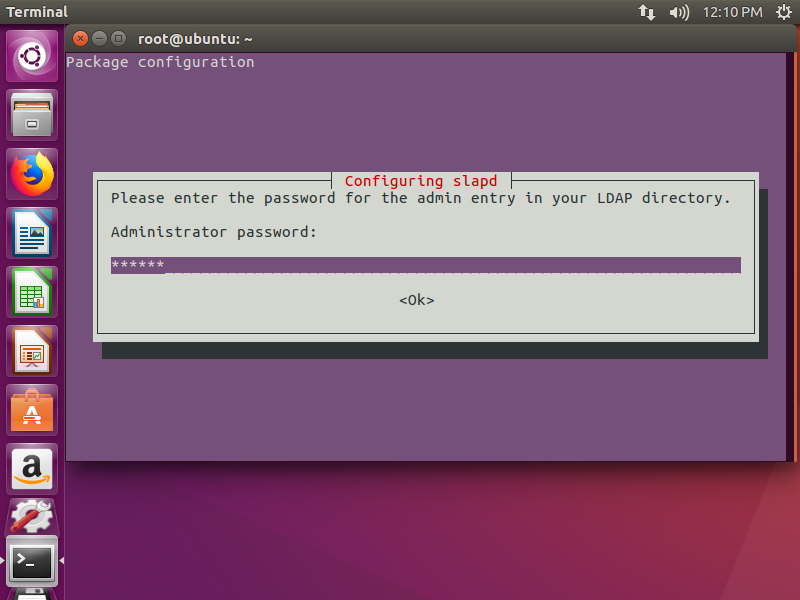 Terminal
12:10 PM
root@ubuntu: ~
Package configuration
Configuring slapd
Please enter the password for the admin entry in your LDAP directory.
Administrator password:
******
<Ok>